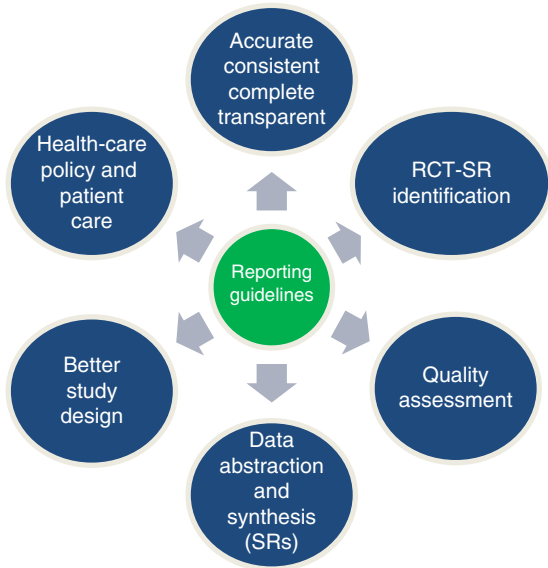 Accurate
consistent
complete
transparent
Health-care
policy and
patient
care
RCT-SR
identification
Reporting
guidelines
Better
study
design
Quality
assessment
Data
abstraction
and
synthesis
(SRs)